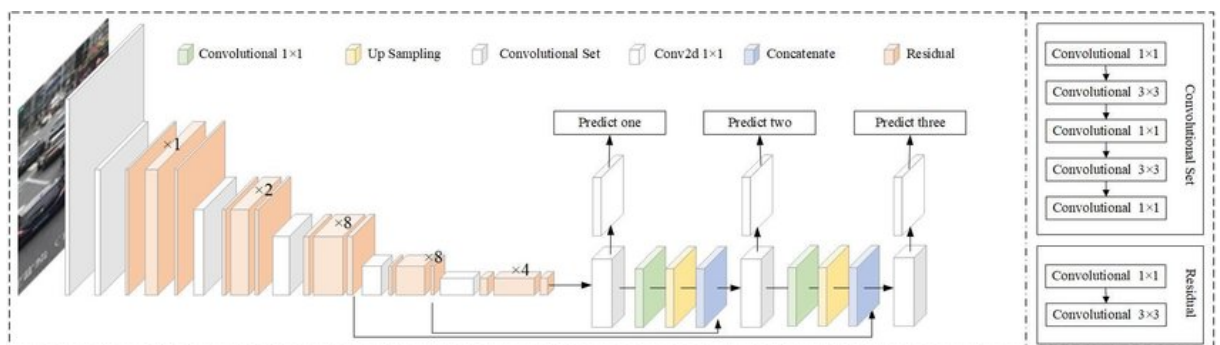 Convolutional 1×1
Up Sampling
Convolutional Set
Conv2d 1×1
Concatenate
Residual
×1
×2
×8
×8
×4
Predict one
Predict two
Predict three
Convolutional 1×1
Convolutional 3×3
Convolutional 1×1
Convolutional 3×3
Convolutional 1×1
Convolutional Set
Convolutional 1×1
Convolutional 3×3
Residual